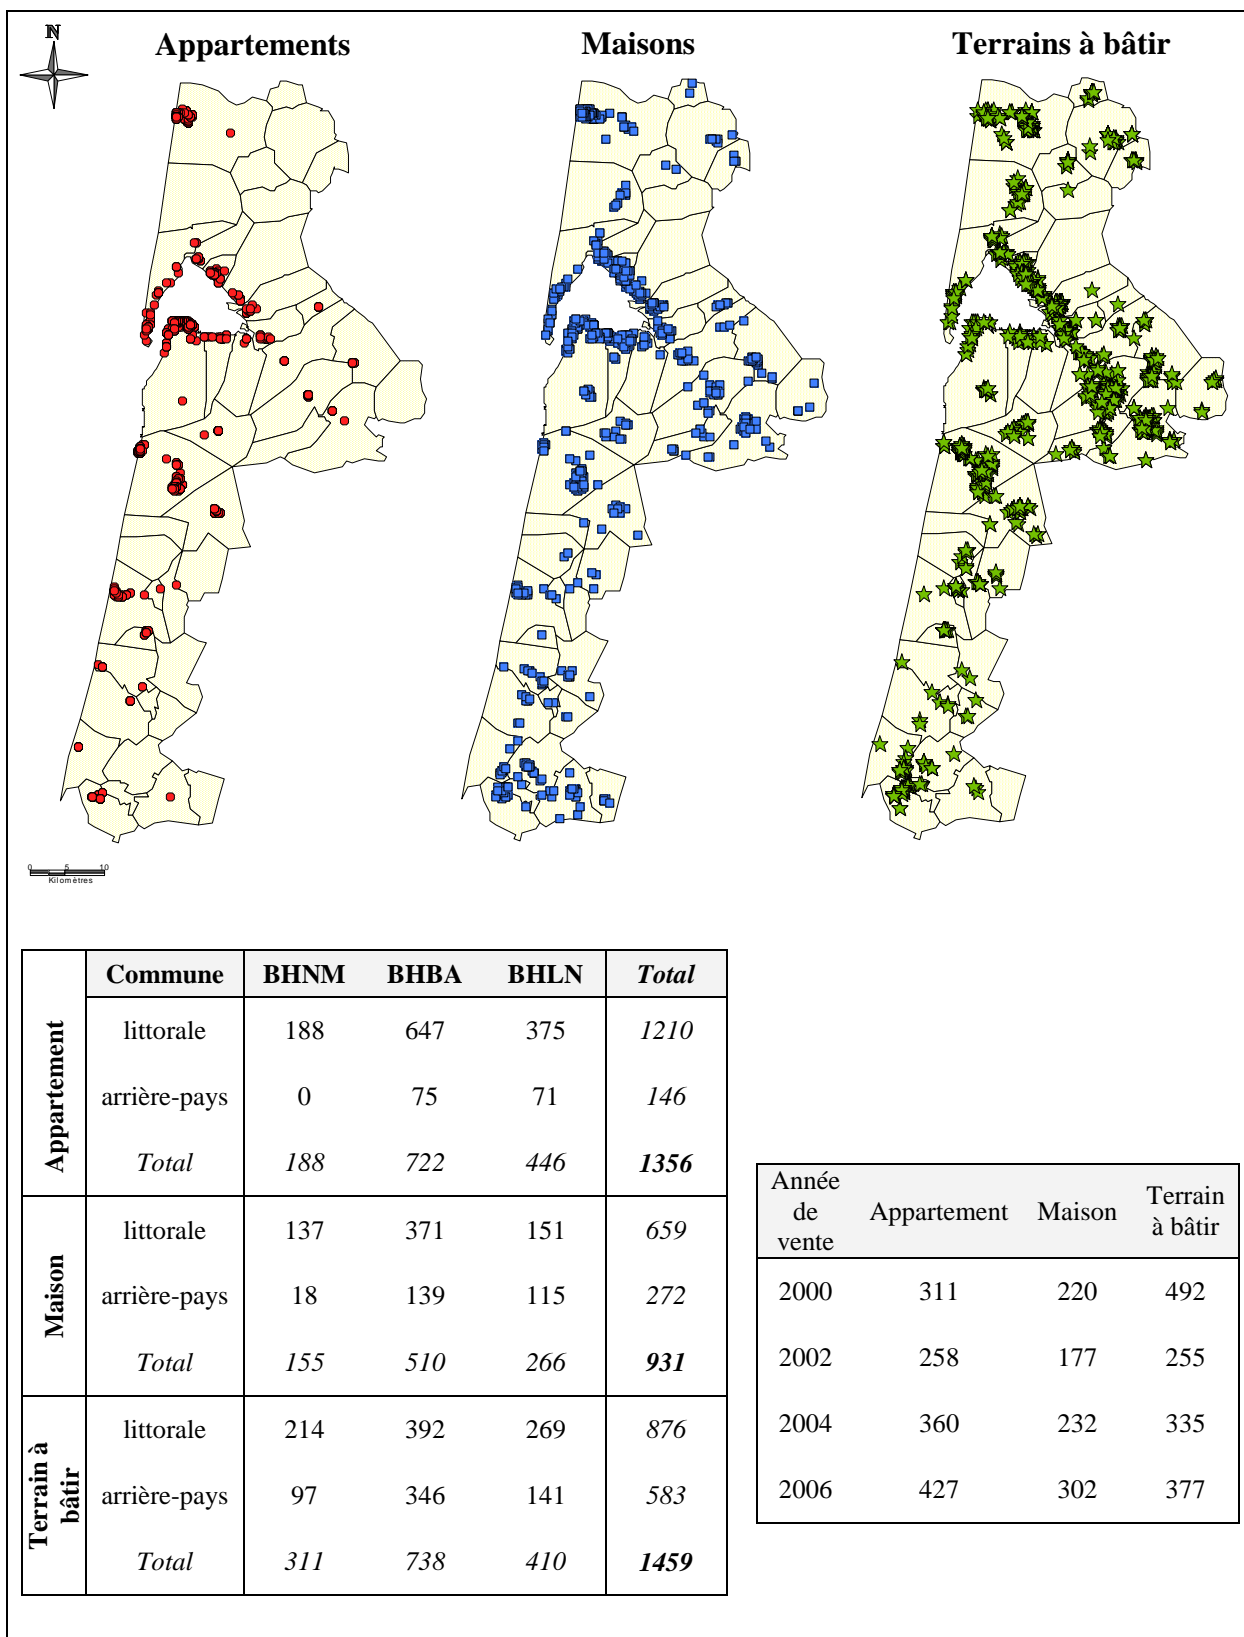 N
Appartements Maisons Terrains à bâtir
0 5 10
Kilomètres
Commune BHNM BHBA BHLN Total
Appartement
littorale 188 647 375 1210
arrière-pays 0 75 71 146
Total 188 722 446 1356
Maison
littorale 137 371 151 659
arrière-pays 18 139 115 272
Total 155 510 266 931
Terrain à
bâtir
littorale 214 392 269 876
arrière-pays 97 346 141 583
Total 311 738 410 1459
Année
de
vente
Appartement Maison
Terrain
à bâtir
2000 311 220 492
2002 258 177 255
2004 360 232 335
2006 427 302 377